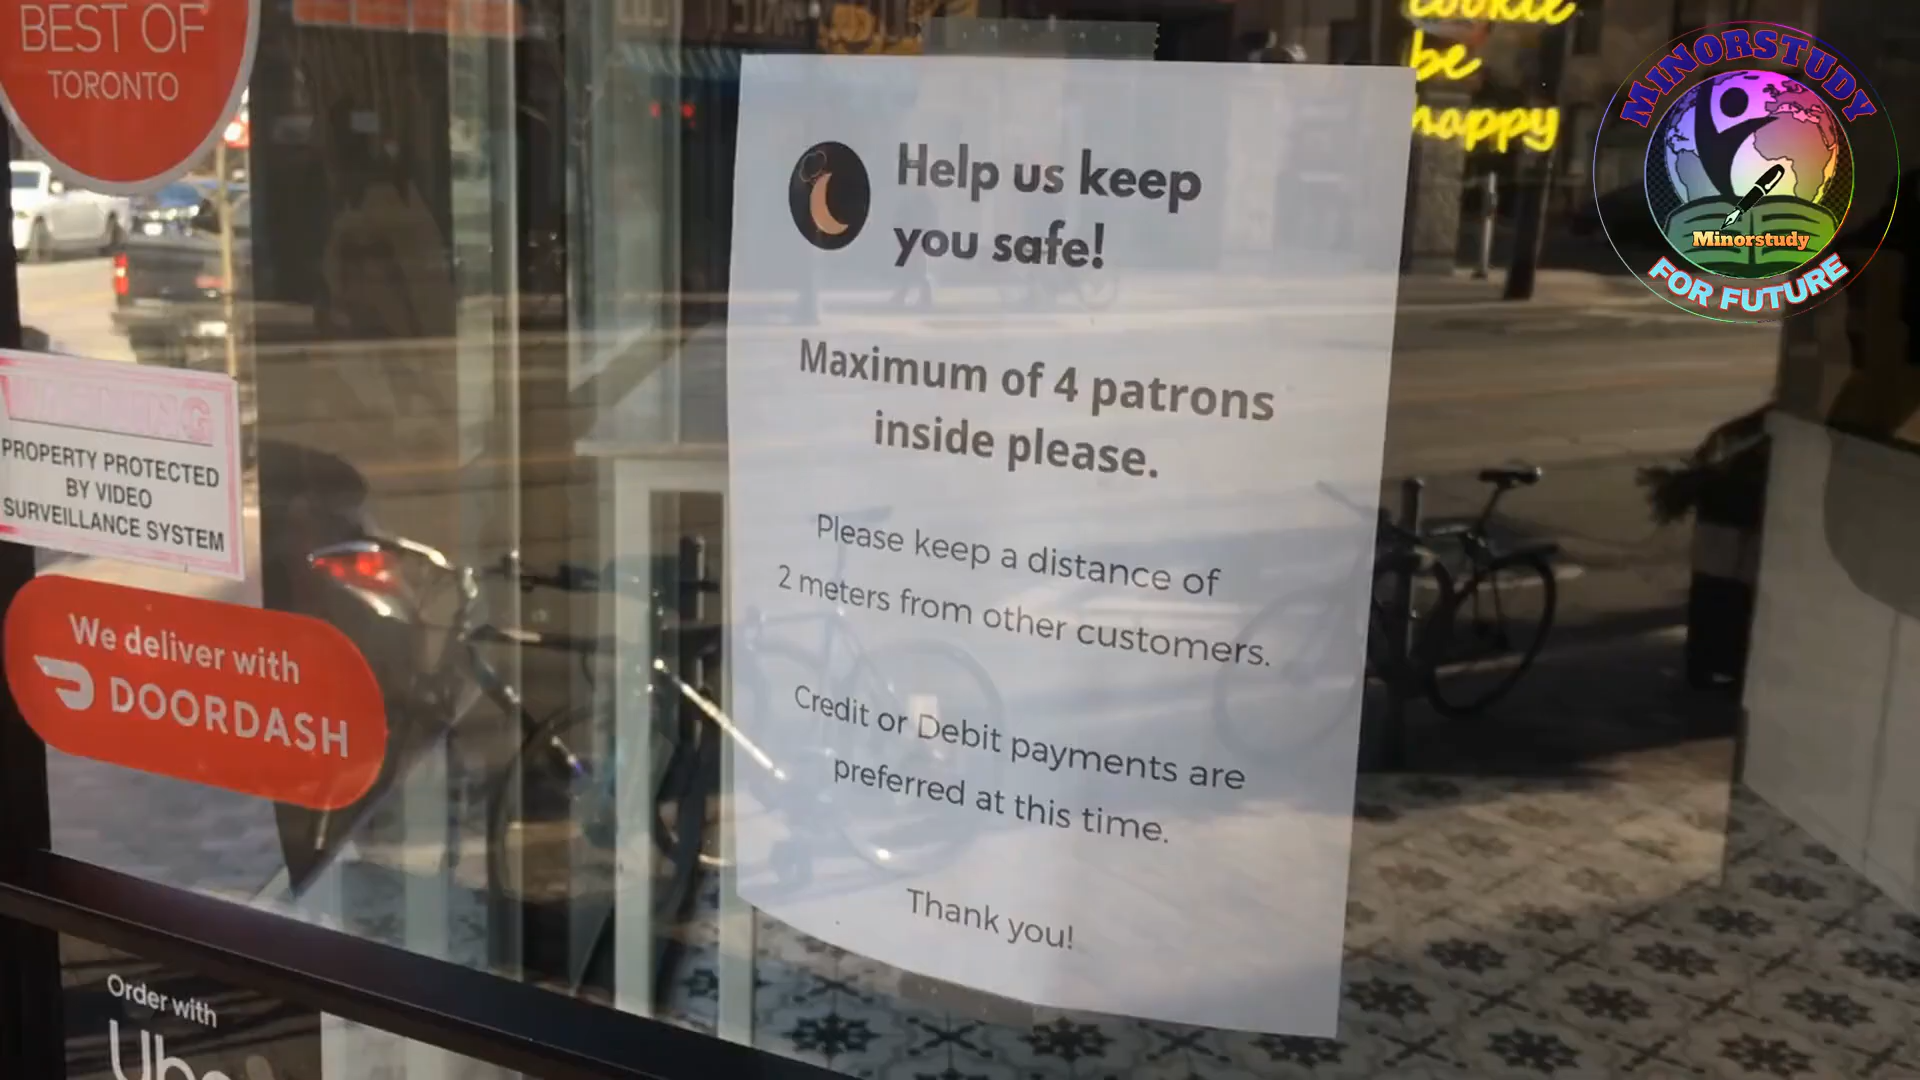 BEST OF
TORONTO
WARNING
PROPERTY PROTECTED
BY VIDEO
SURVEILLANCE SYSTEM
We deliver with
DOORDASH
Order with
Help us keep
you safe!
Maximum of 4 patrons
inside please.
Please keep a distance of
2 meters from other customers.
Credit or Debit payments are
preferred at this time.
Thank you!
cookie
be
happy
MINORSTUDY
Minorstudy
FOR FUTURE